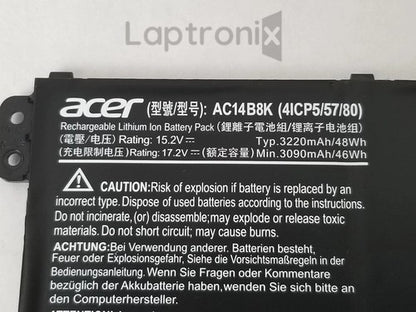 Laptronix
acer (型號/型号): AC14B8K (4ICP5/57/80)
Rechargeable Lithium Ion Battery Pack (鋰離子電池組/锂离子电池组)
(電壓/电压) Rating: 15.2V⎓ Typ.3220mAh/48Wh
(充电限制电压) Rating:17.2V⎓ (額定容量) Min.3090mAh/46Wh
CAUTION:Risk of explosion if battery is replaced by an
incorrect type. Dispose of used batteries according to the instructions.
Do not incinerate, (or) disassemble;may explode or release toxic
materials. Do not short circuit; may cause burns.
ACHTUNG:Bei Verwendung anderer. Batterien besteht,
Feuer oder Explosionsgefahr, Siehe die Vorsichtsmaßregeln in der
Bedienungsanleitung. Wenn Sie Fragen oder Kommentare
bezüglich der Akkubatterie haben,wenden Sie sich bitte an
den Computerhersteller.